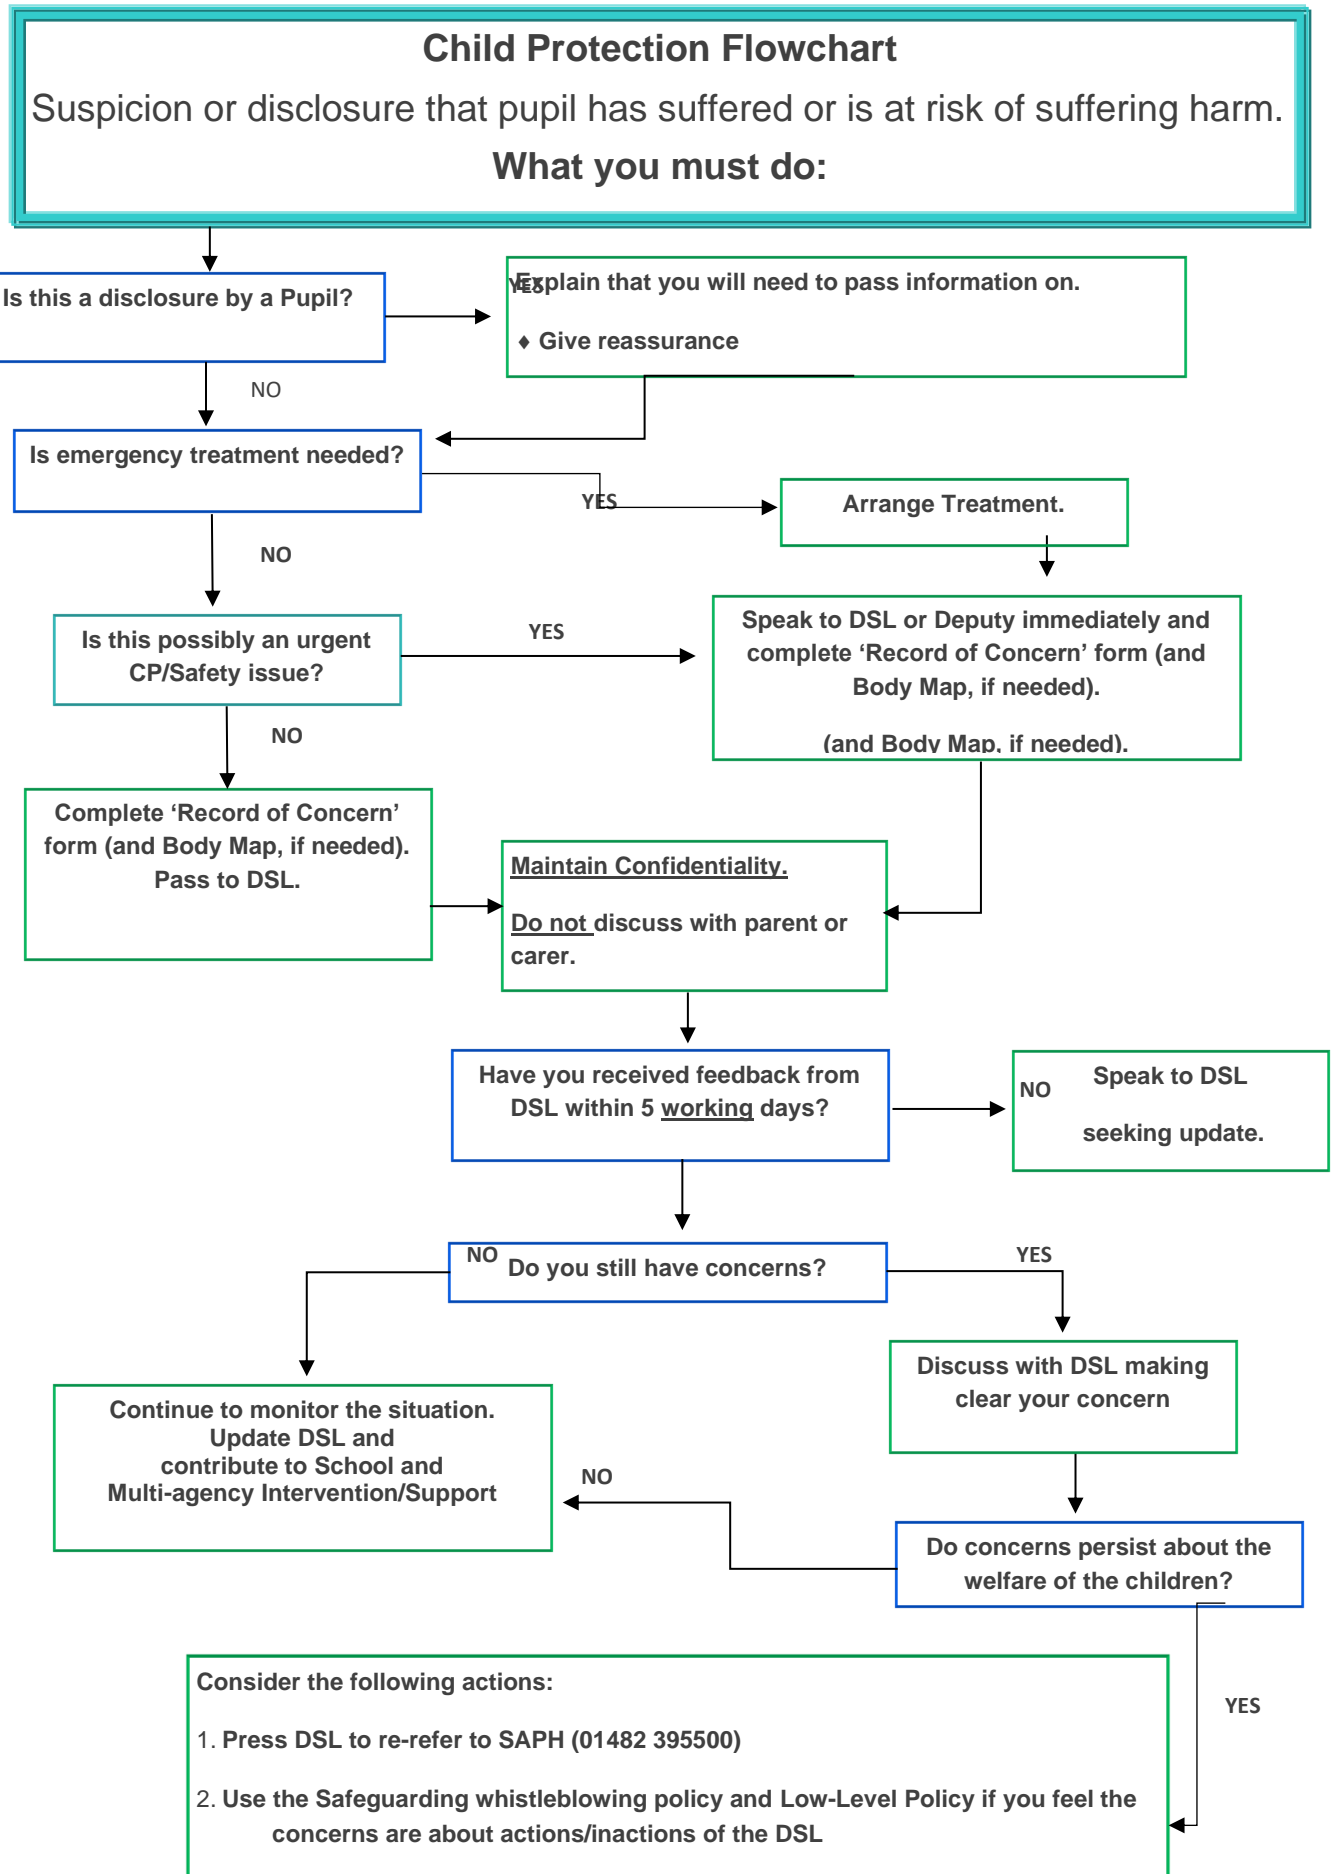 Child Protection Flowchart
Suspicion or disclosure that pupil has suffered or is at risk of suffering harm.
What you must do:
Is this a disclosure by a Pupil?
YES
Explain that you will need to pass information on.
♦ Give reassurance
NO
Is emergency treatment needed?
YES
Arrange Treatment.
NO
Is this possibly an urgent
CP/Safety issue?
YES
Speak to DSL or Deputy immediately and
complete ‘Record of Concern’ form (and
Body Map, if needed).
(and Body Map, if needed).
NO
Complete ‘Record of Concern’
form (and Body Map, if needed).
Pass to DSL.
Maintain Confidentiality.
Do not discuss with parent or
carer.
Have you received feedback from
DSL within 5 working days?
NO
Speak to DSL
seeking update.
NO
Do you still have concerns?
YES
Discuss with DSL making
clear your concern
Continue to monitor the situation.
Update DSL and
contribute to School and
Multi-agency Intervention/Support
NO
Do concerns persist about the
welfare of the children?
YES
Consider the following actions:
1. Press DSL to re-refer to SAPH (01482 395500)
2. Use the Safeguarding whistleblowing policy and Low-Level Policy if you feel the
concerns are about actions/inactions of the DSL